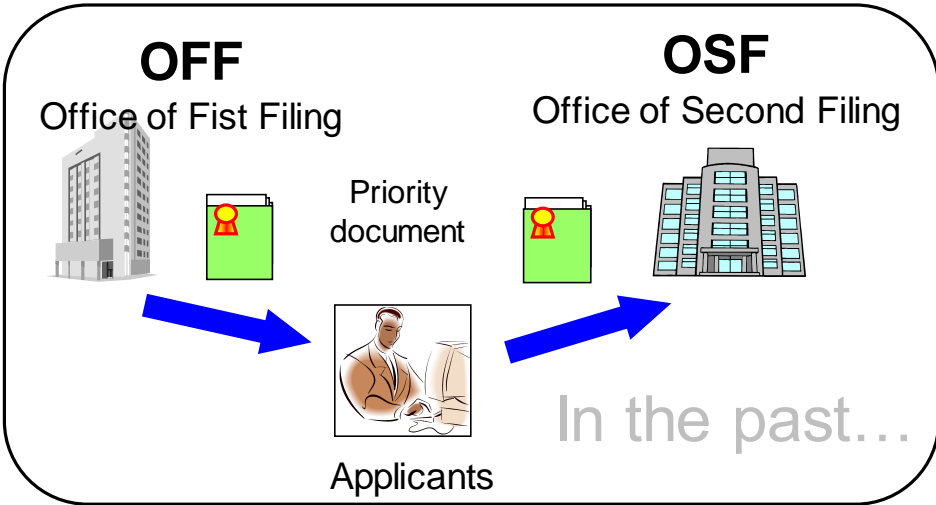 OFF
Office of Fist Filing
OSF
Office of Second Filing
Priority
document
Applicants
In the past…